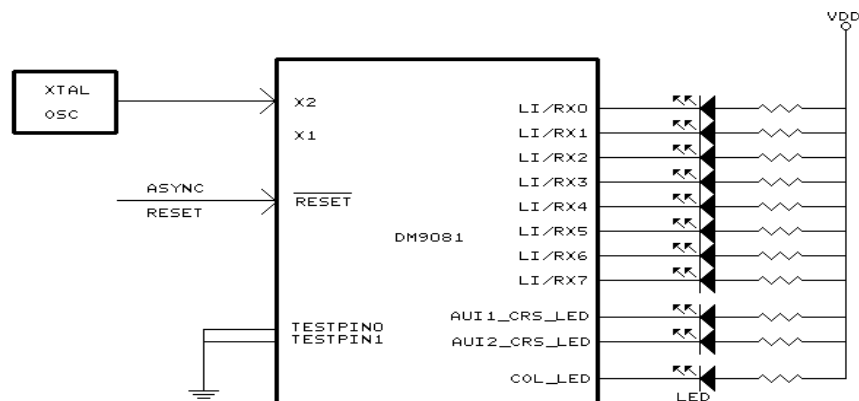 VDD
XTAL
OSC
X2
X1
ASYNC
RESET
RESET
DM9081
TESTPIN0
TESTPIN1
LI/RX0
LI/RX1
LI/RX2
LI/RX3
LI/RX4
LI/RX5
LI/RX6
LI/RX7
AUI1_CRS_LED
AUI2_CRS_LED
COL_LED
LED